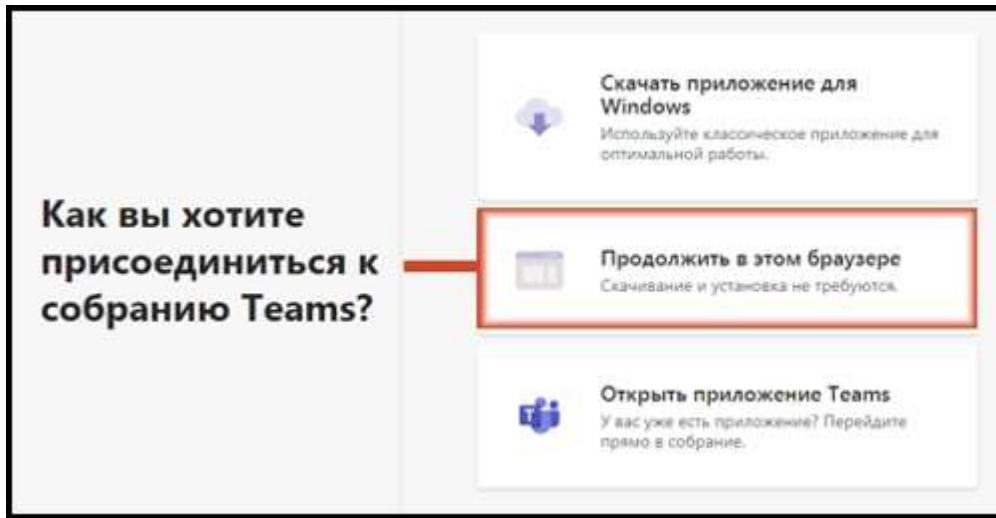 Как вы хотите
присоединиться к
собранию Teams?
Скачать приложение для
Windows
Используйте классическое приложение для
оптимальной работы.
Продолжить в этом браузере
Скачивание и установка не требуются.
Открыть приложение Teams
У вас уже есть приложение? Перейдите
прямо в собрание.